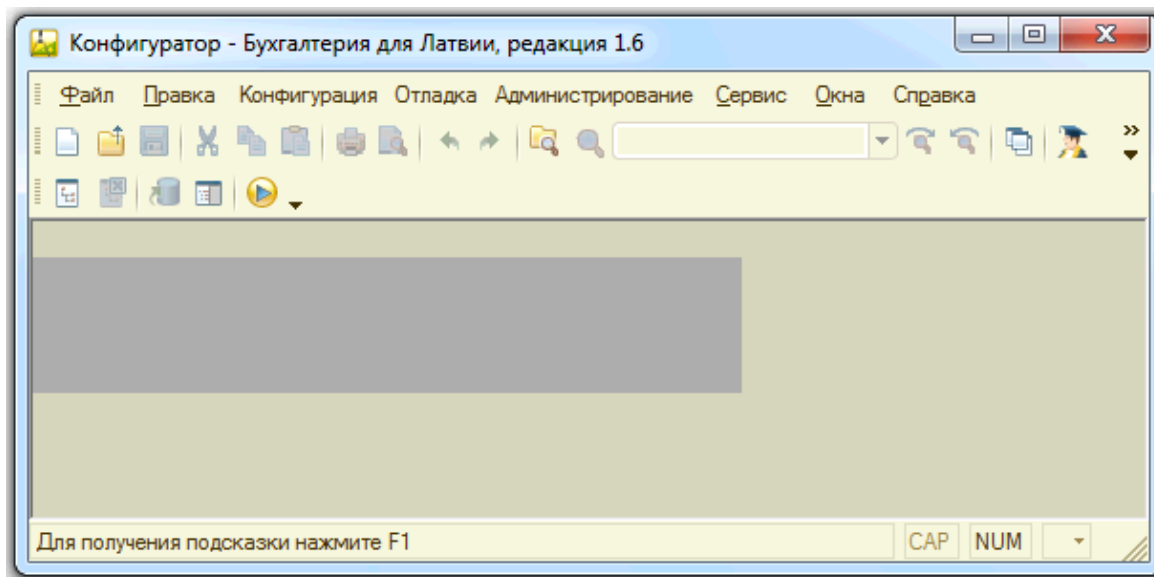 Конфигуратор - Бухгалтерия для Латвии, редакция 1.6
Файл Правка Конфигурация Отладка Администрирование Сервис Окна Справка
Для получения подсказки нажмите F1 CAP NUM